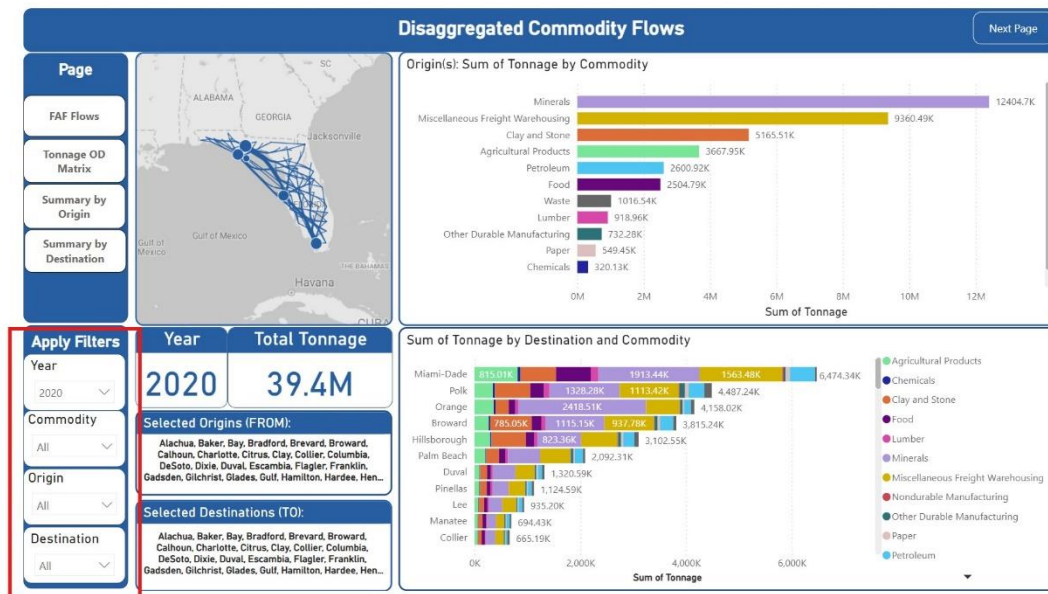 Disaggregated Commodity Flows
Next Page
Page
FAF Flows
Tonnage OD
Matrix
Summary by
Origin
Summary by
Destination
SC
ALABAMA
GEORGIA
Jacksonville
Gulf of
Mexico
Gulf of Mexico
THE BAHAMAS
Havana
CUBA
Origin(s): Sum of Tonnage by Commodity
Minerals 12404.7K
Miscellaneous Freight Warehousing 9360.49K
Clay and Stone 5165.51K
Agricultural Products 3667.95K
Petroleum 2600.92K
Food 2504.79K
Waste 1016.54K
Lumber 918.96K
Other Durable Manufacturing 732.28K
Paper 549.45K
Chemicals 320.13K
0M 2M 4M 6M 8M 10M 12M
Sum of Tonnage
Apply Filters
Year
2020
Commodity
All
Origin
All
Destination
All
Year
2020
Total Tonnage
39.4M
Selected Origins (FROM):
Alachua, Baker, Bay, Bradford, Brevard, Broward,
Calhoun, Charlotte, Citrus, Clay, Collier, Columbia,
DeSoto, Dixie, Duval, Escambia, Flagler, Franklin,
Gadsden, Gilchrist, Glades, Gulf, Hamilton, Hardee, Hen...
Selected Destinations (TO):
Alachua, Baker, Bay, Bradford, Brevard, Broward,
Calhoun, Charlotte, Citrus, Clay, Collier, Columbia,
DeSoto, Dixie, Duval, Escambia, Flagler, Franklin,
Gadsden, Gilchrist, Glades, Gulf, Hamilton, Hardee, Hen...
Sum of Tonnage by Destination and Commodity
Miami-Dade 815.01K 1913.44K 1563.48K 6,474.34K
Polk 1328.28K 1113.42K 4,487.24K
Orange 2418.51K 4,158.02K
Broward 785.05K 1115.15K 937.78K 3,815.24K
Hillsborough 823.36K 3,102.55K
Palm Beach 2,092.31K
Duval 1,320.59K
Pinellas 1,124.59K
Lee 935.20K
Manatee 694.43K
Collier 665.19K
0K 2,000K 4,000K 6,000K
Sum of Tonnage
Agricultural Products
Chemicals
Clay and Stone
Food
Lumber
Minerals
Miscellaneous Freight Warehousing
Nondurable Manufacturing
Other Durable Manufacturing
Paper
Petroleum